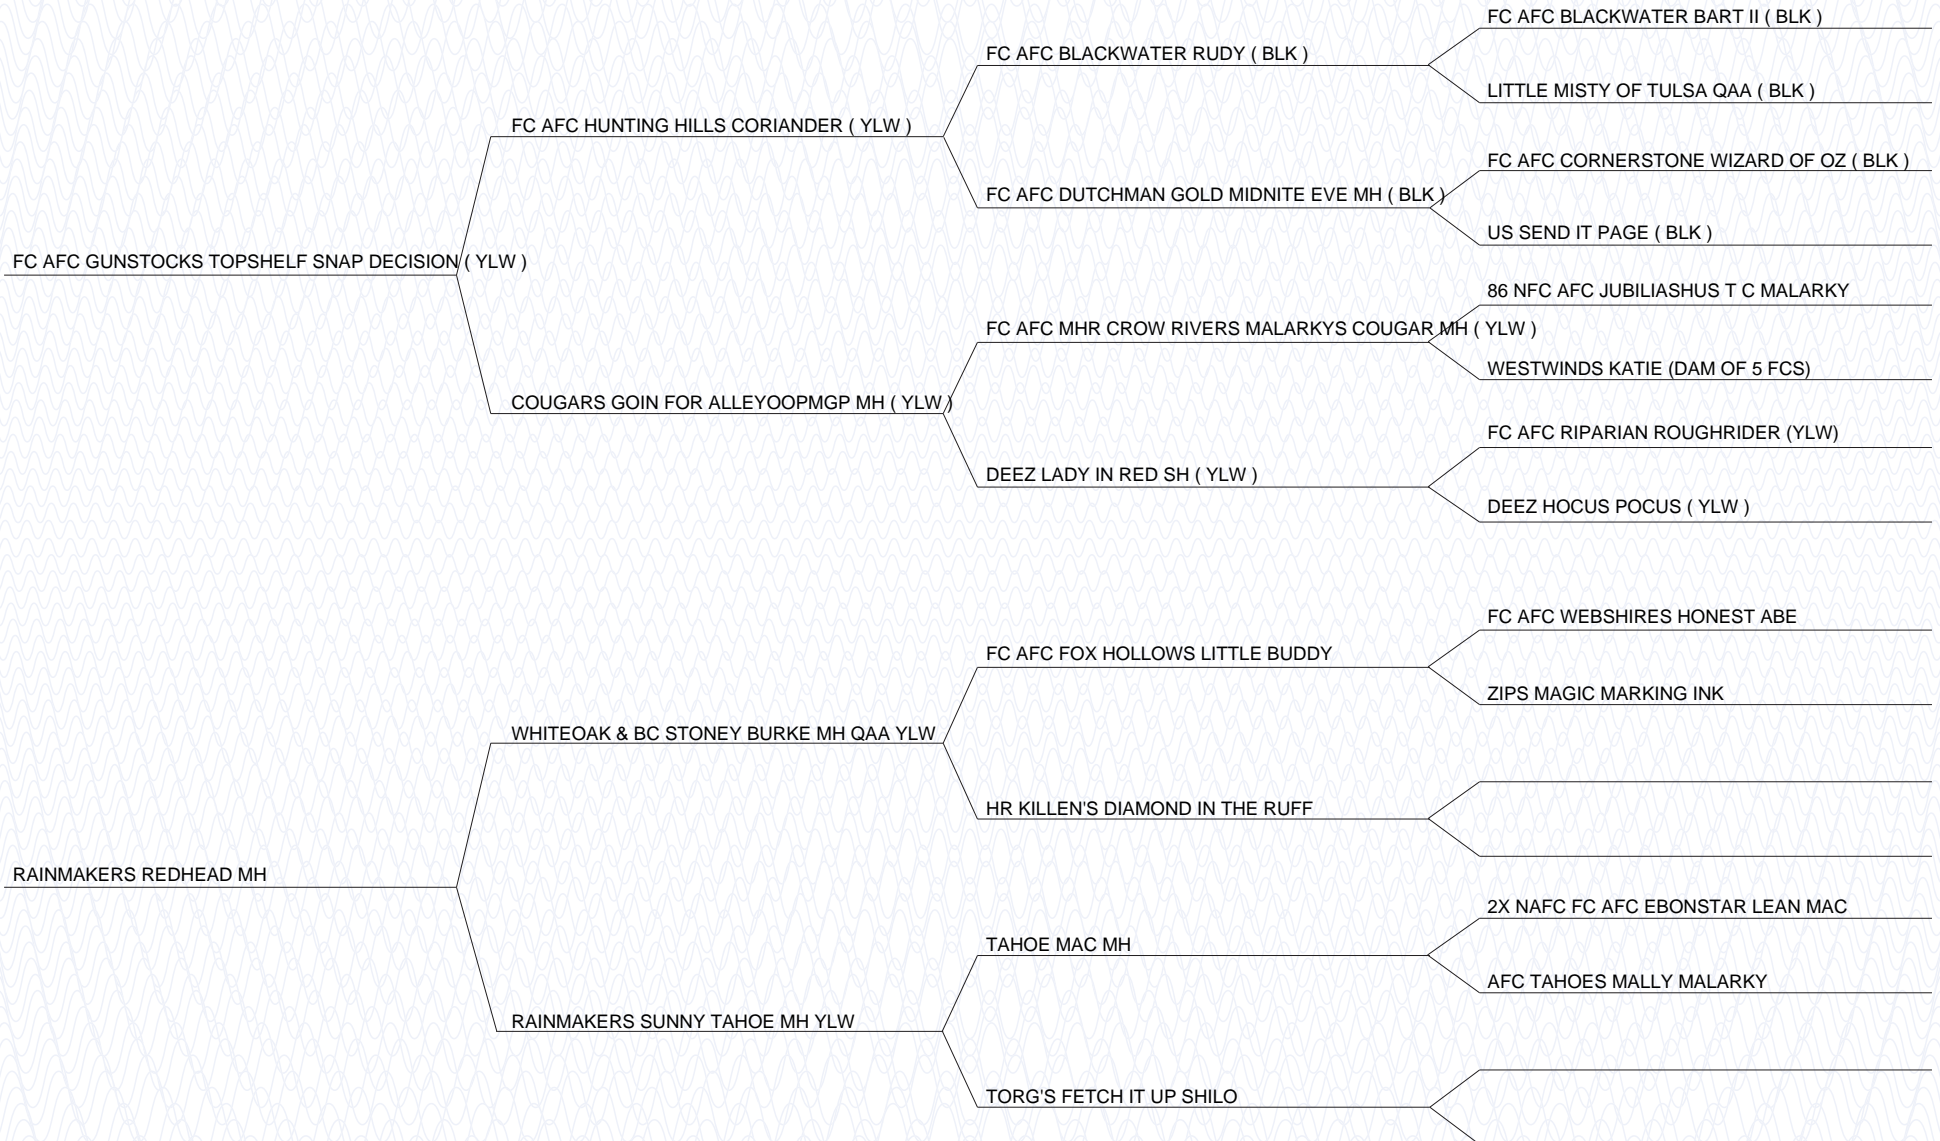 FC AFC BLACKWATER BART II ( BLK )
FC AFC BLACKWATER RUDY ( BLK )
LITTLE MISTY OF TULSA QAA ( BLK )
FC AFC HUNTING HILLS CORIANDER ( YLW )
FC AFC CORNERSTONE WIZARD OF OZ ( BLK )
FC AFC DUTCHMAN GOLD MIDNITE EVE MH ( BLK )
US SEND IT PAGE ( BLK )
FC AFC GUNSTOCKS TOPSHELF SNAP DECISION ( YLW )
86 NFC AFC JUBILIASHUS T C MALARKY
FC AFC MHR CROW RIVERS MALARKYS COUGAR MH ( YLW )
WESTWINDS KATIE (DAM OF 5 FCS)
COUGARS GOIN FOR ALLEYOOPMGP MH ( YLW )
FC AFC RIPARIAN ROUGHRIDER (YLW)
DEEZ LADY IN RED SH ( YLW )
DEEZ HOCUS POCUS ( YLW )
FC AFC WEBSHIRES HONEST ABE
FC AFC FOX HOLLOWS LITTLE BUDDY
ZIPS MAGIC MARKING INK
WHITEOAK & BC STONEY BURKE MH QAA YLW
HR KILLEN'S DIAMOND IN THE RUFF
RAINMAKERS REDHEAD MH
2X NAFC FC AFC EBONSTAR LEAN MAC
TAHOE MAC MH
AFC TAHOES MALLY MALARKY
RAINMAKERS SUNNY TAHOE MH YLW
TORG'S FETCH IT UP SHILO